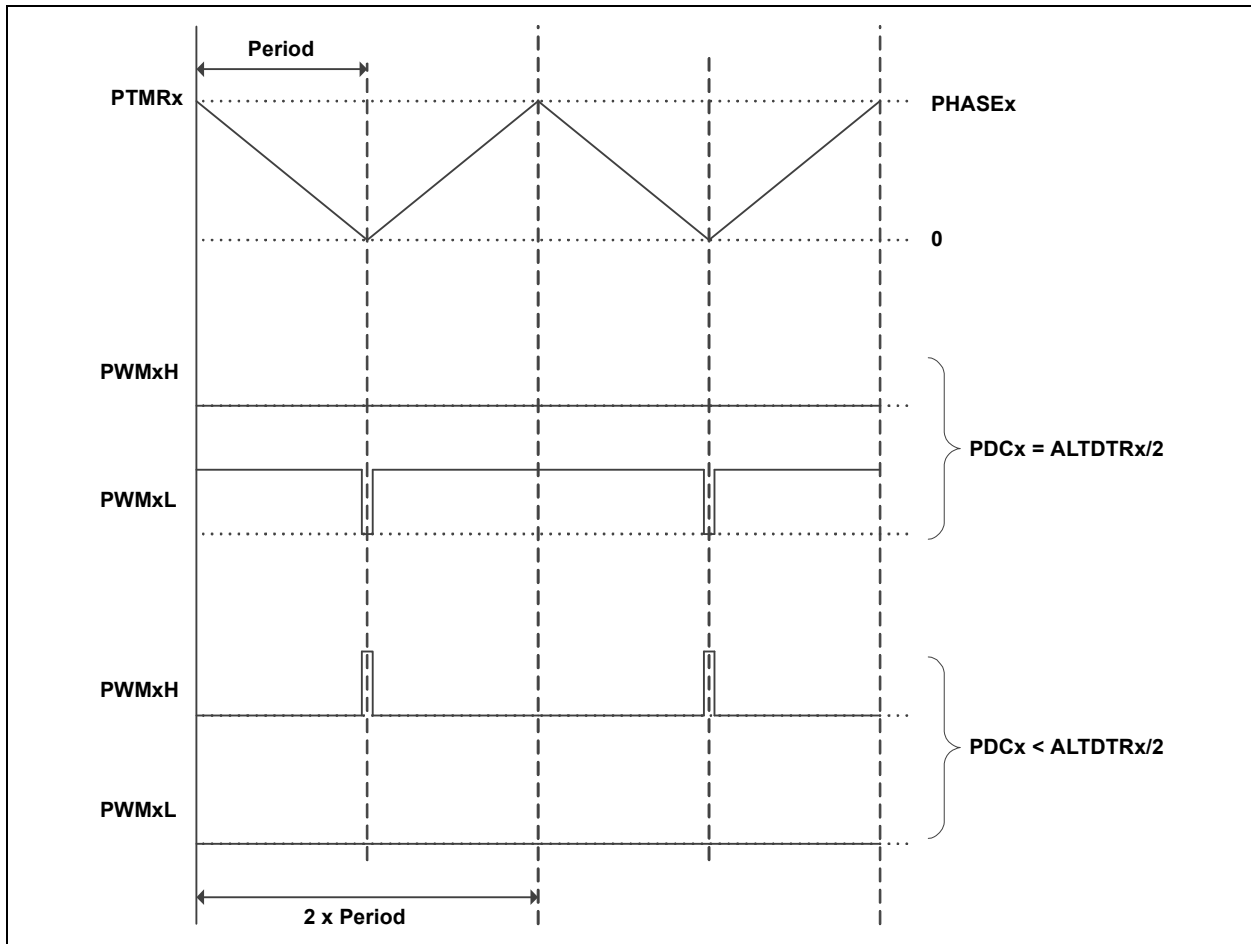 Period
PTMRx
PHASEx
0
PWMxH
PDCx = ALTDTRx/2
PWMxL
PWMxH
PDCx < ALTDTRx/2
PWMxL
2 x Period